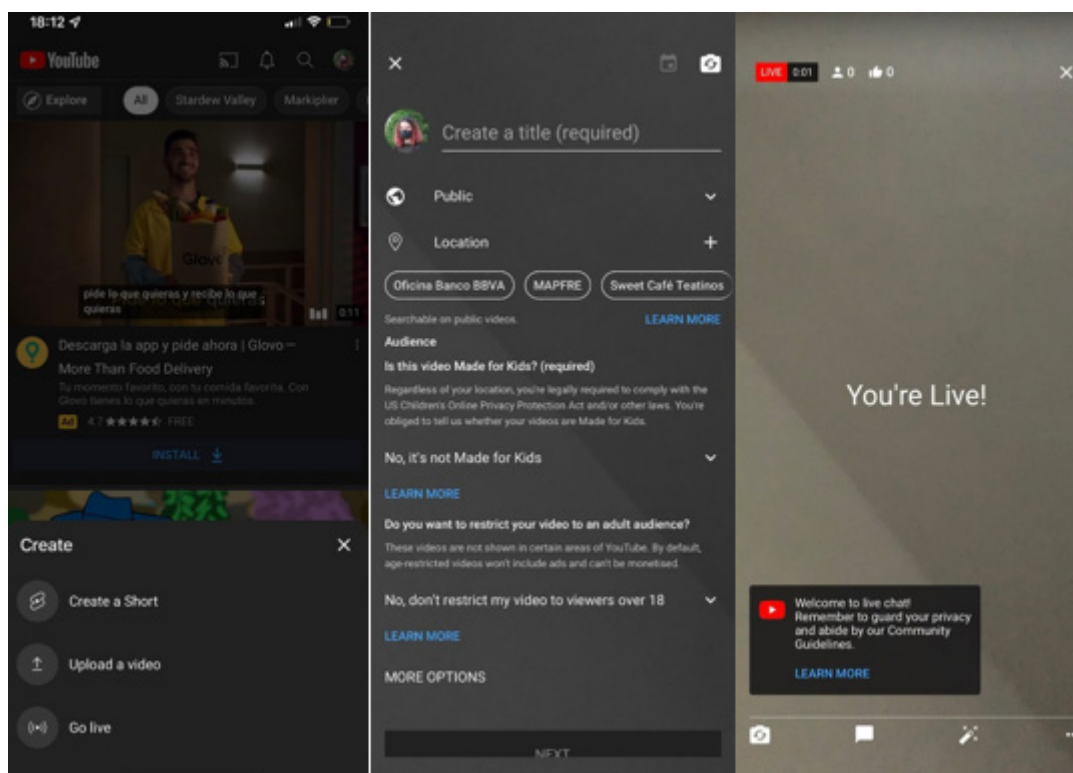 18:12
YouTube
Explore
All
Stardew Valley
Markiplier
Glovo
pide lo que quieras y recibe lo que
quieras
0:11
Descarga la app y pide ahora | Glovo —
More Than Food Delivery
Tu momento favorito, con tu comida favorita. Con
Glovo tienes lo que quieras en minutos.
Ad 4.7 ★★★★★ FREE
INSTALL
Create
Create a Short
Upload a video
Go live
Create a title (required)
Public
Location
Oficina Banco BBVA
MAPFRE
Sweet Café Teatinos
Searchable on public videos.
LEARN MORE
Audience
Is this video Made for Kids? (required)
Regardless of your location, you're legally required to comply with the
US Children's Online Privacy Protection Act and/or other laws. You're
obliged to tell us whether your videos are Made for Kids.
No, it's not Made for Kids
LEARN MORE
Do you want to restrict your video to an adult audience?
These videos are not shown in certain areas of YouTube. By default,
age-restricted videos won't include ads and can't be monetised.
No, don't restrict my video to viewers over 18
LEARN MORE
MORE OPTIONS
NEXT
LIVE 0:01 0 0
You're Live!
Welcome to live chat!
Remember to guard your privacy
and abide by our Community
Guidelines.
LEARN MORE